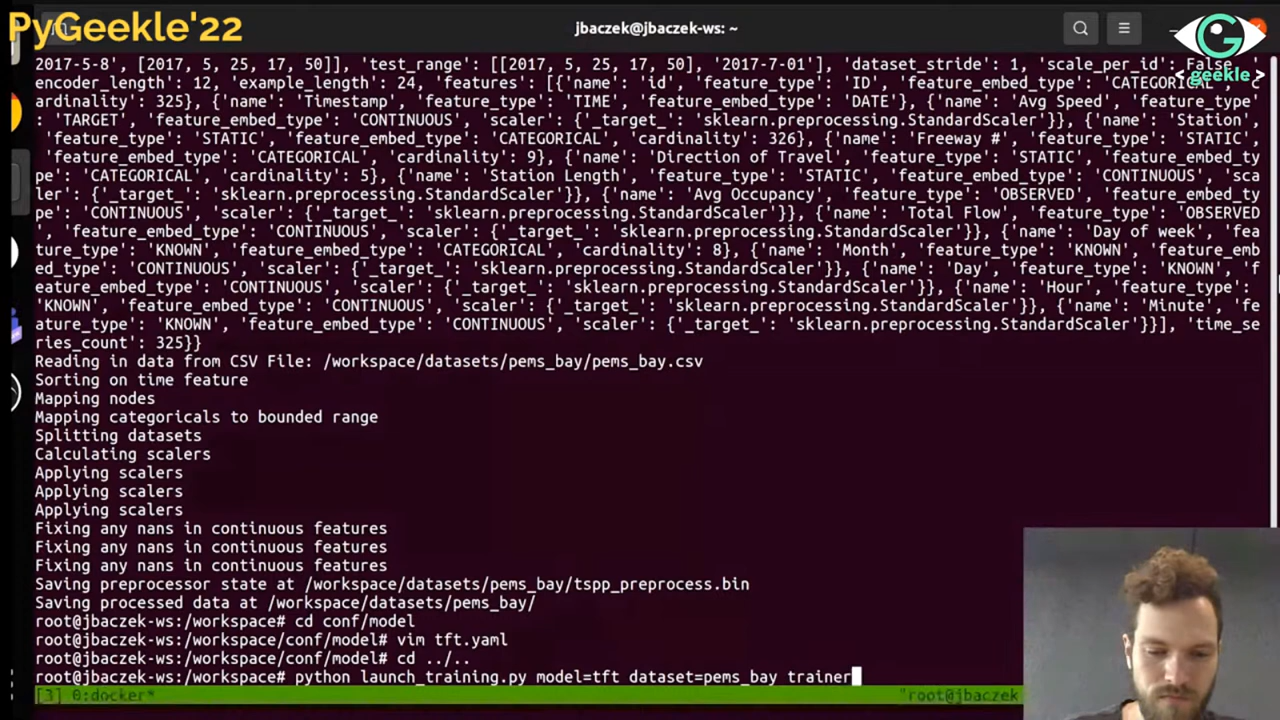 PyGeekle'22
jbaczek@jbaczek-ws: ~
G
< geekle >
2017-5-8', [2017, 5, 25, 17, 50]], 'test_range': [[2017, 5, 25, 17, 50], '2017-7-01'], 'dataset_stride': 1, 'scale_per_id': False, '
encoder_length': 12, 'example_length': 24, 'features': [{'name': 'id', 'feature_type': 'ID', 'feature_embed_type': 'CATEGORICAL', 'c
ardinality': 325}, {'name': 'Timestamp', 'feature_type': 'TIME', 'feature_embed_type': 'DATE'}, {'name': 'Avg Speed', 'feature_type'
: 'TARGET', 'feature_embed_type': 'CONTINUOUS', 'scaler': {'_target_': 'sklearn.preprocessing.StandardScaler'}}, {'name': 'Station',
'feature_type': 'STATIC', 'feature_embed_type': 'CATEGORICAL', 'cardinality': 326}, {'name': 'Freeway #', 'feature_type': 'STATIC',
'feature_embed_type': 'CATEGORICAL', 'cardinality': 9}, {'name': 'Direction of Travel', 'feature_type': 'STATIC', 'feature_embed_ty
pe': 'CATEGORICAL', 'cardinality': 5}, {'name': 'Station Length', 'feature_type': 'STATIC', 'feature_embed_type': 'CONTINUOUS', 'sca
ler': {'_target_': 'sklearn.preprocessing.StandardScaler'}}, {'name': 'Avg Occupancy', 'feature_type': 'OBSERVED', 'feature_embed_ty
pe': 'CONTINUOUS', 'scaler': {'_target_': 'sklearn.preprocessing.StandardScaler'}}, {'name': 'Total Flow', 'feature_type': 'OBSERVED
', 'feature_embed_type': 'CONTINUOUS', 'scaler': {'_target_': 'sklearn.preprocessing.StandardScaler'}}, {'name': 'Day of week', 'fea
ture_type': 'KNOWN', 'feature_embed_type': 'CATEGORICAL', 'cardinality': 8}, {'name': 'Month', 'feature_type': 'KNOWN', 'feature_emb
ed_type': 'CONTINUOUS', 'scaler': {'_target_': 'sklearn.preprocessing.StandardScaler'}}, {'name': 'Day', 'feature_type': 'KNOWN', 'f
eature_embed_type': 'CONTINUOUS', 'scaler': {'_target_': 'sklearn.preprocessing.StandardScaler'}}, {'name': 'Hour', 'feature_type':
'KNOWN', 'feature_embed_type': 'CONTINUOUS', 'scaler': {'_target_': 'sklearn.preprocessing.StandardScaler'}}, {'name': 'Minute', 'fe
ature_type': 'KNOWN', 'feature_embed_type': 'CONTINUOUS', 'scaler': {'_target_': 'sklearn.preprocessing.StandardScaler'}}], 'time_se
ries_count': 325}}
Reading in data from CSV File: /workspace/datasets/pems_bay/pems_bay.csv
Sorting on time feature
Mapping nodes
Mapping categoricals to bounded range
Splitting datasets
Calculating scalers
Applying scalers
Applying scalers
Applying scalers
Fixing any nans in continuous features
Fixing any nans in continuous features
Fixing any nans in continuous features
Saving preprocessor state at /workspace/datasets/pems_bay/tspp_preprocess.bin
Saving processed data at /workspace/datasets/pems_bay/
root@jbaczek-ws:/workspace# cd conf/model
root@jbaczek-ws:/workspace/conf/model# vim tft.yaml
root@jbaczek-ws:/workspace/conf/model# cd ../..
root@jbaczek-ws:/workspace# python launch_training.py model=tft dataset=pems_bay trainer
[3] 0:docker* "root@jbaczek